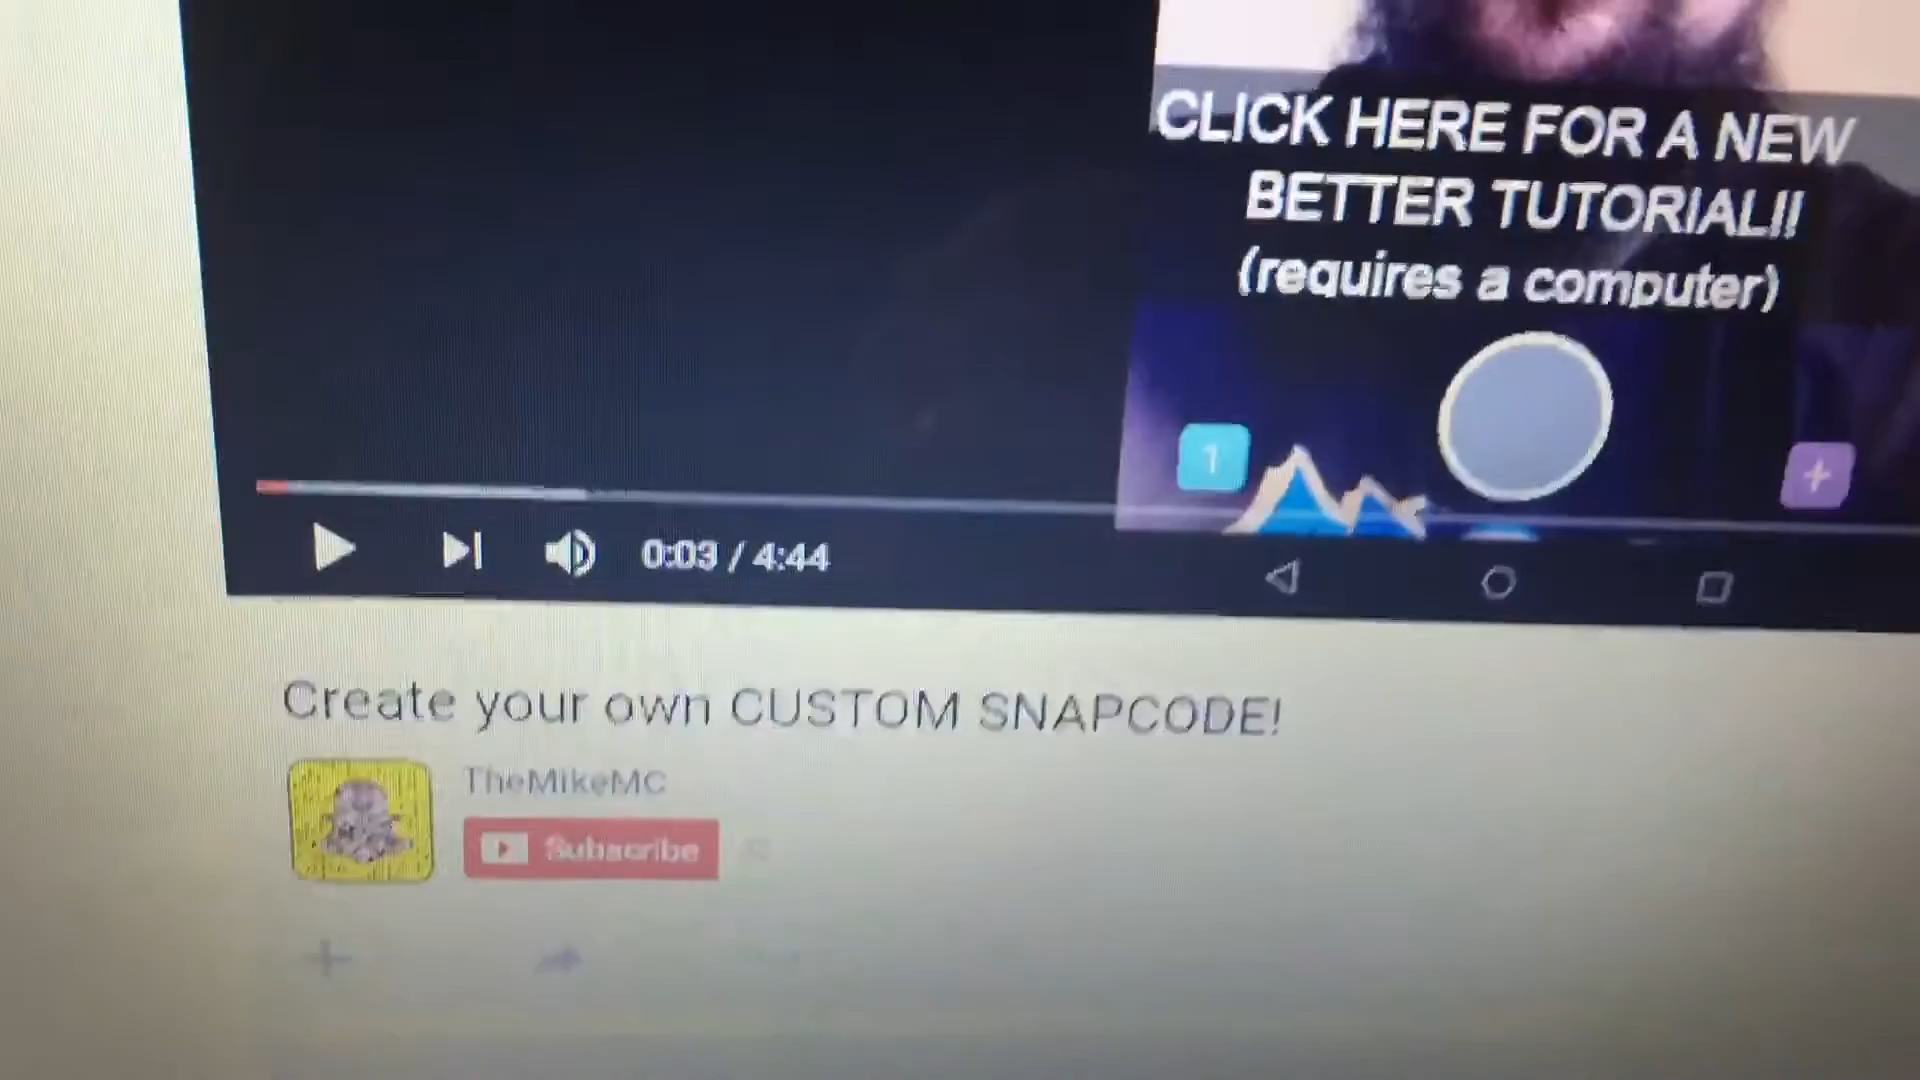 CLICK HERE FOR A NEW
BETTER TUTORIAL!!
(requires a computer)
1
0:03 / 4:44
Create your own CUSTOM SNAPCODE!
TheMikeMC
Subscribe